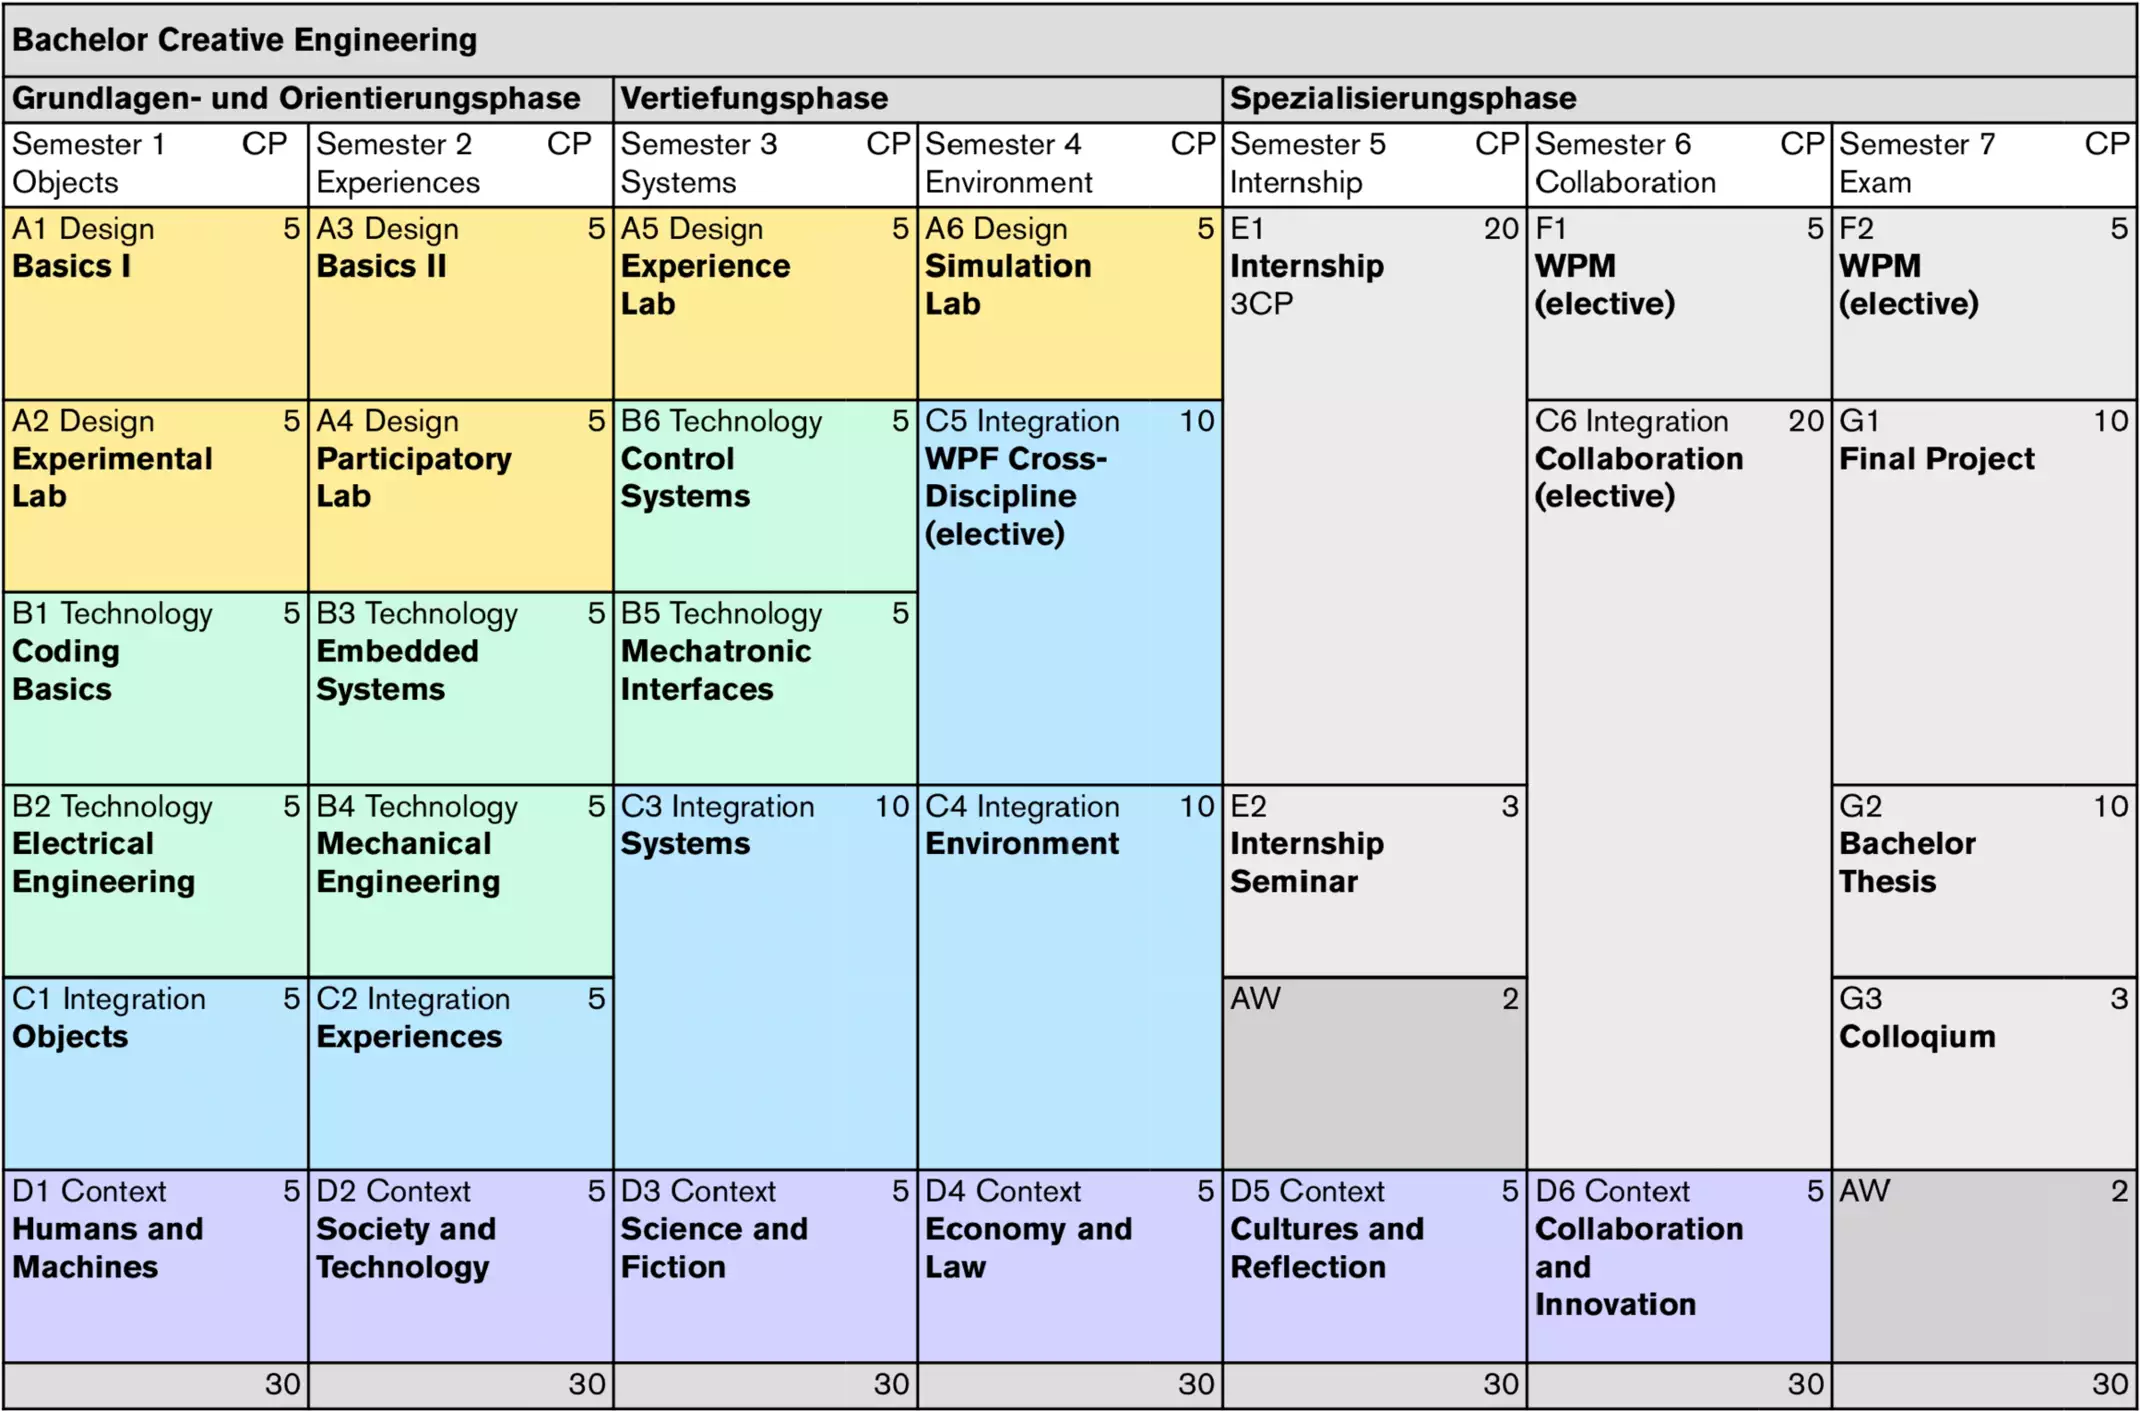 Bachelor Creative Engineering
Grundlagen- und Orientierungsphase Vertiefungsphase Spezialisierungsphase
Semester 1 CP Semester 2 CP Semester 3 CP Semester 4 CP Semester 5 CP Semester 6 CP Semester 7 CP
Objects Experiences Systems Environment Internship Collaboration Exam
A1 Design 5 A3 Design 5 A5 Design 5 A6 Design 5 E1 20 F1 5 F2 5
Basics I Basics II Experience Simulation Internship WPM WPM
Lab Lab 3CP (elective) (elective)
A2 Design 5 A4 Design 5 B6 Technology 5 C5 Integration 10 C6 Integration 20 G1 10
Experimental Participatory Control WPF Cross- Collaboration Final Project
Lab Lab Systems Discipline (elective)
(elective)
B1 Technology 5 B3 Technology 5 B5 Technology 5
Coding Embedded Mechatronic
Basics Systems Interfaces
B2 Technology 5 B4 Technology 5 C3 Integration 10 C4 Integration 10 E2 3 G2 10
Electrical Mechanical Systems Environment Internship Bachelor
Engineering Engineering Seminar Thesis
C1 Integration 5 C2 Integration 5 AW 2 G3 3
Objects Experiences Colloqium
D1 Context 5 D2 Context 5 D3 Context 5 D4 Context 5 D5 Context 5 D6 Context 5 AW 2
Humans and Society and Science and Economy and Cultures and Collaboration
Machines Technology Fiction Law Reflection and
Innovation
30 30 30 30 30 30 30